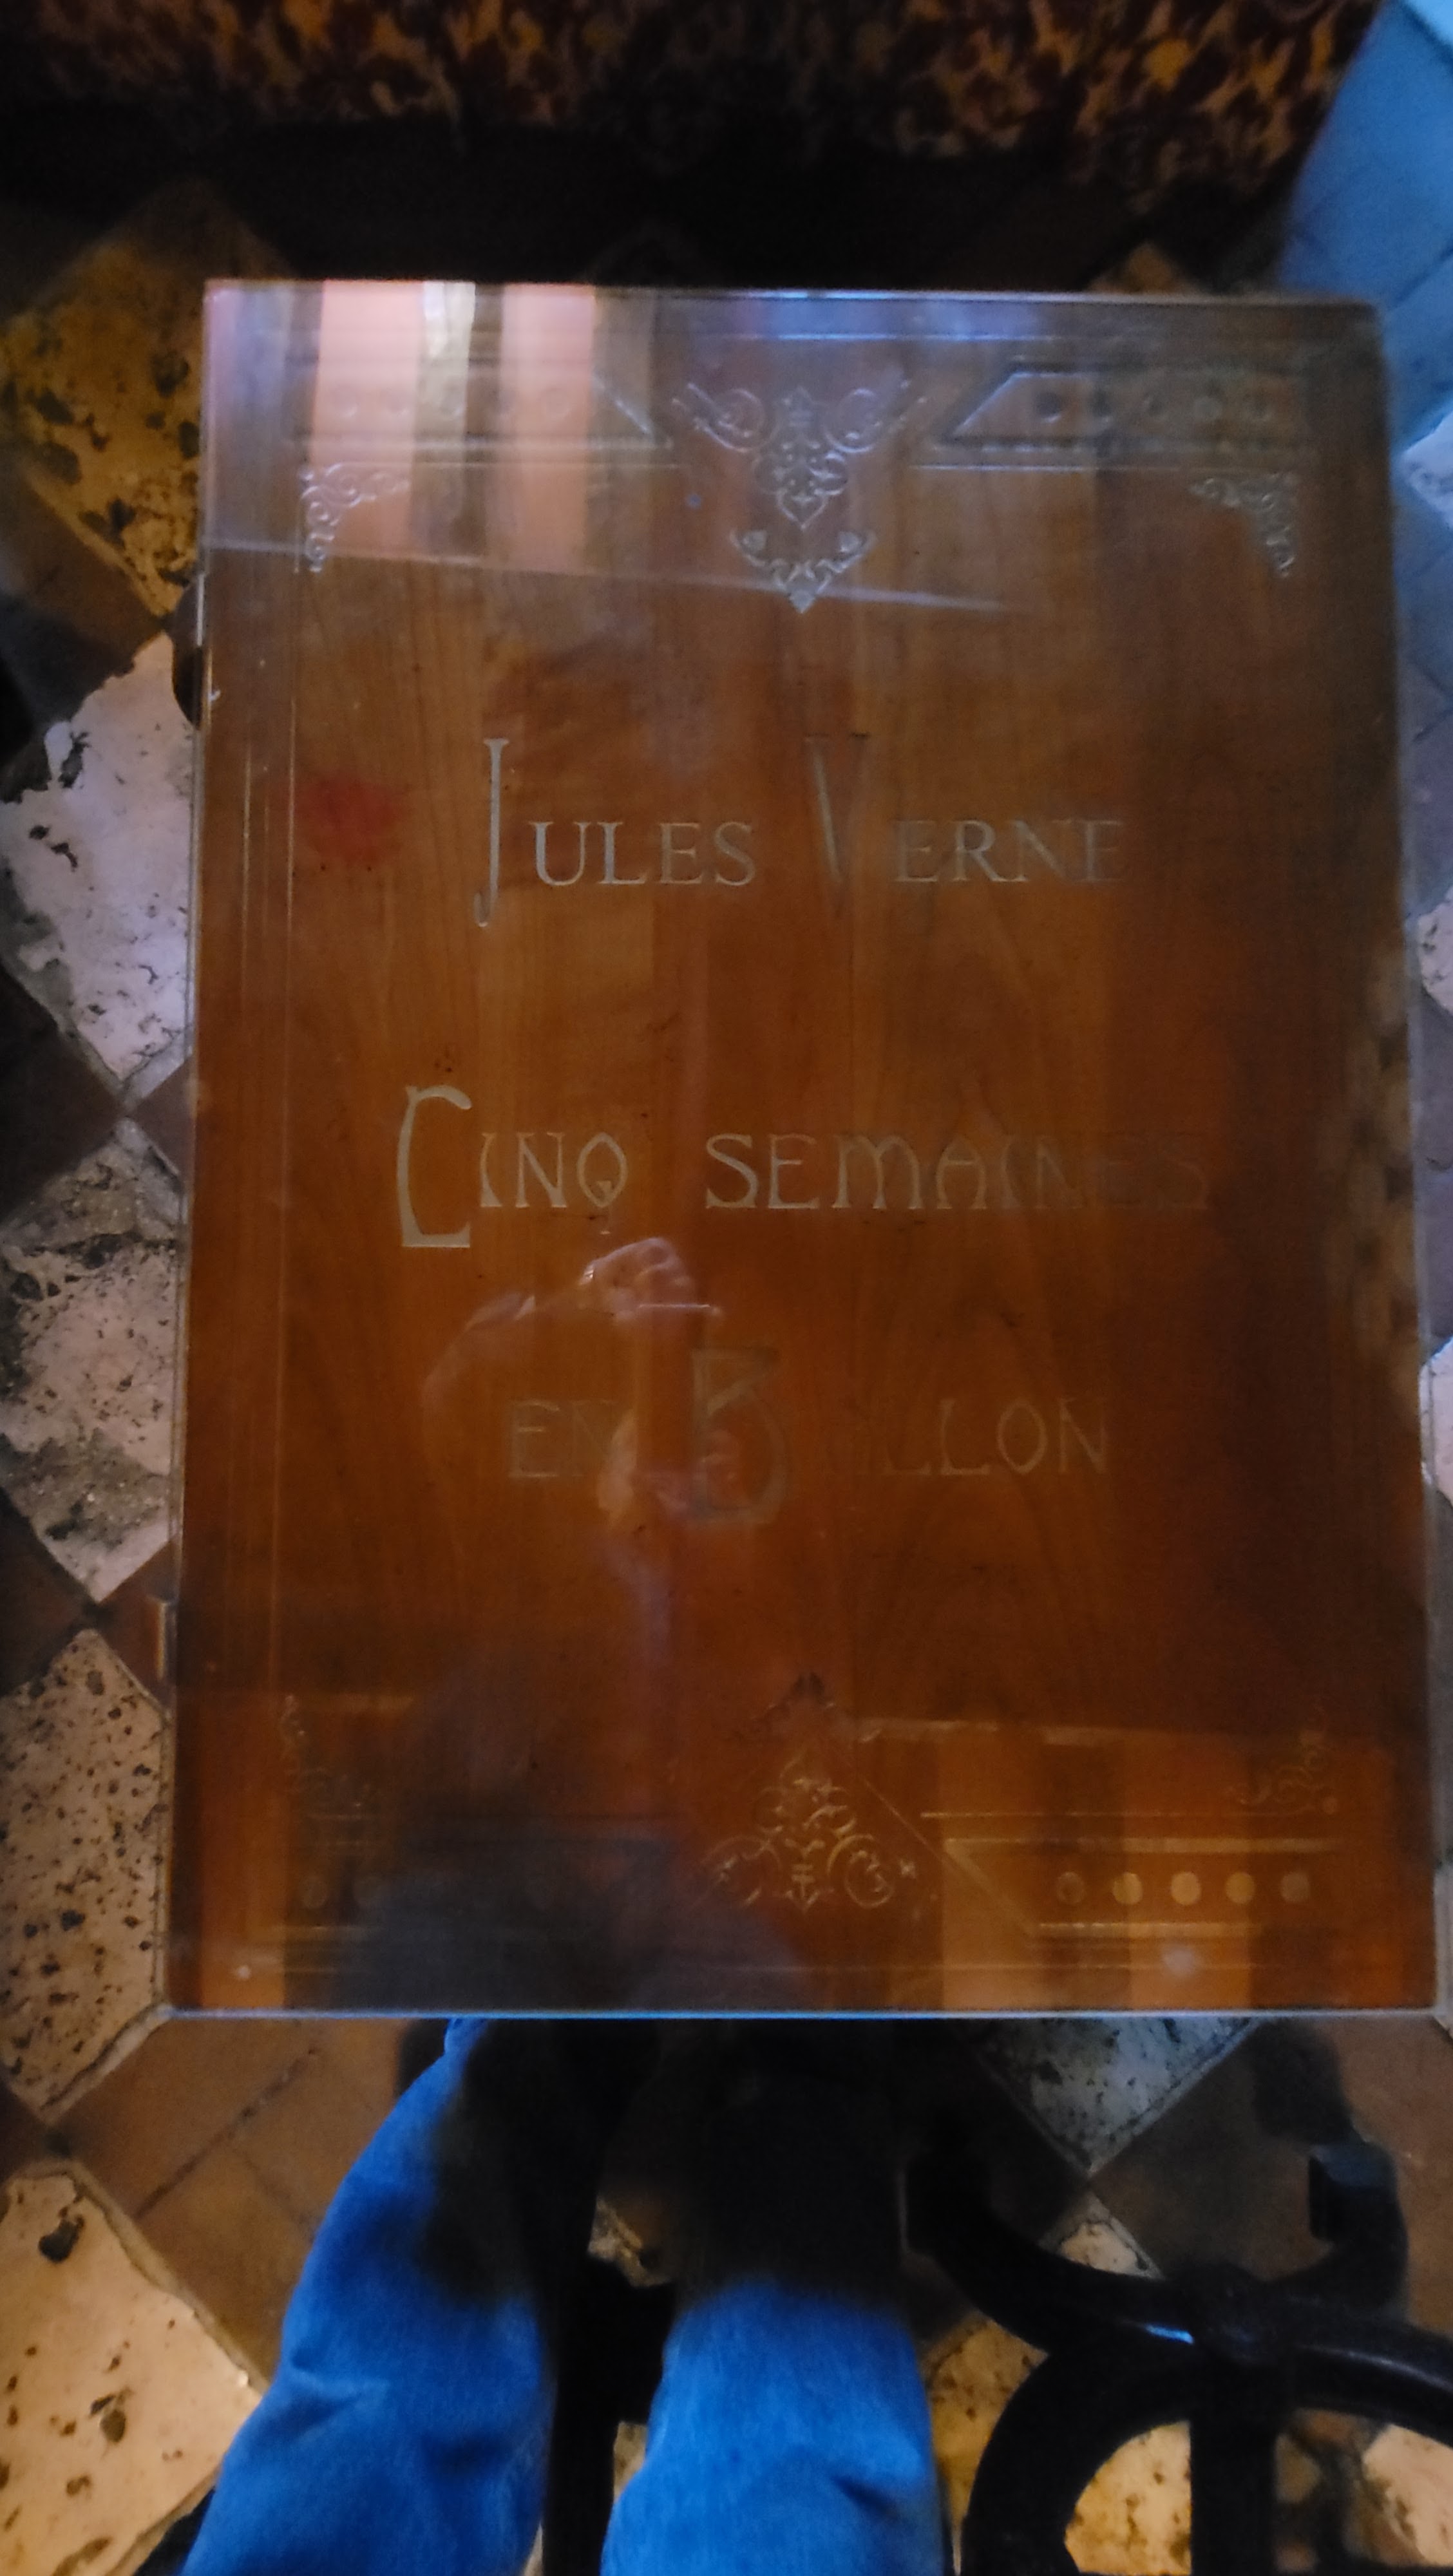 Jules Verne
Cinq semaines
en Ballon